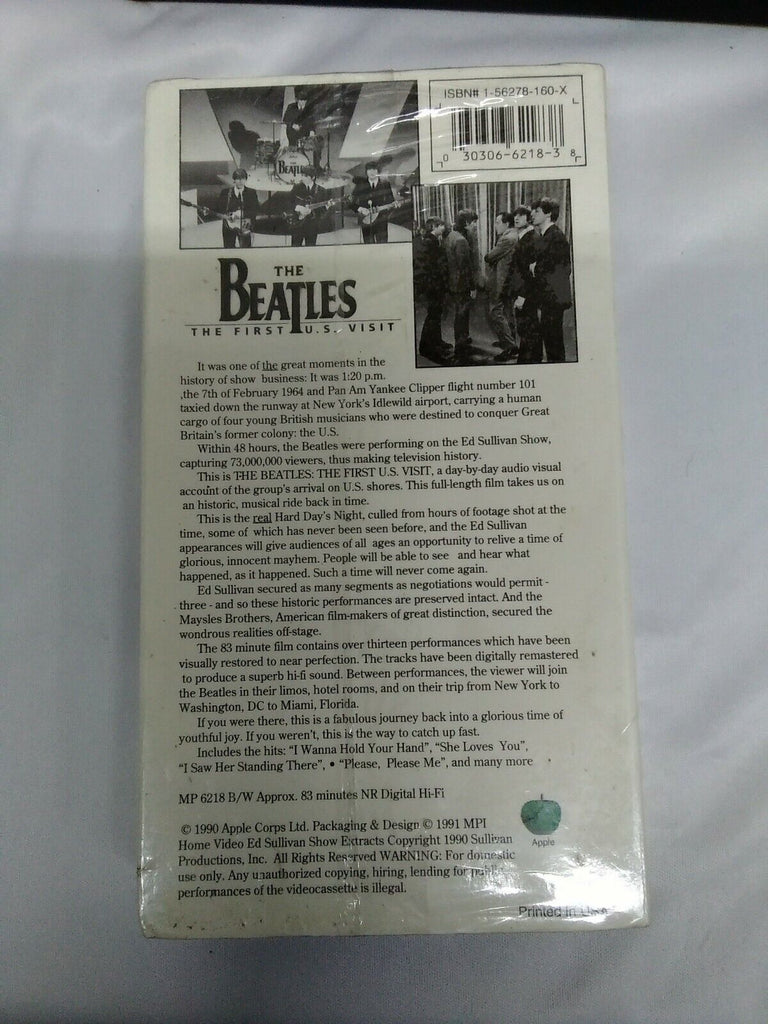 ISBN# 1-56278-160-X
0 30306-6218-3 8
THE
BEATLES
THE BEATLES
THE FIRST U.S. VISIT
It was one of the great moments in the
history of show business: It was 1:20 p.m.
,the 7th of February 1964 and Pan Am Yankee Clipper flight number 101
taxied down the runway at New York's Idlewild airport, carrying a human
cargo of four young British musicians who were destined to conquer Great
Britain's former colony: the U.S.
Within 48 hours, the Beatles were performing on the Ed Sullivan Show,
capturing 73,000,000 viewers, thus making television history.
This is THE BEATLES: THE FIRST U.S. VISIT, a day-by-day audio visual
account of the group's arrival on U.S. shores. This full-length film takes us on
an historic, musical ride back in time.
This is the real Hard Day's Night, culled from hours of footage shot at the
time, some of which has never been seen before, and the Ed Sullivan
appearances will give audiences of all ages an opportunity to relive a time of
glorious, innocent mayhem. People will be able to see and hear what
happened, as it happened. Such a time will never come again.
Ed Sullivan secured as many segments as negotiations would permit -
three - and so these historic performances are preserved intact. And the
Maysles Brothers, American film-makers of great distinction, secured the
wondrous realities off-stage.
The 83 minute film contains over thirteen performances which have been
visually restored to near perfection. The tracks have been digitally remastered
to produce a superb hi-fi sound. Between performances, the viewer will join
the Beatles in their limos, hotel rooms, and on their trip from New York to
Washington, DC to Miami, Florida.
If you were there, this is a fabulous journey back into a glorious time of
youthful joy. If you weren't, this is the way to catch up fast.
Includes the hits: "I Wanna Hold Your Hand", "She Loves You",
"I Saw Her Standing There", • "Please, Please Me", and many more
MP 6218 B/W Approx. 83 minutes NR Digital Hi-Fi
© 1990 Apple Corps Ltd. Packaging & Design © 1991 MPI
Home Video Ed Sullivan Show Extracts Copyright 1990 Sullivan
Productions, Inc. All Rights Reserved WARNING: For domestic
use only. Any unauthorized copying, hiring, lending for public
performances of the videocassette is illegal.
Apple
Printed in USA